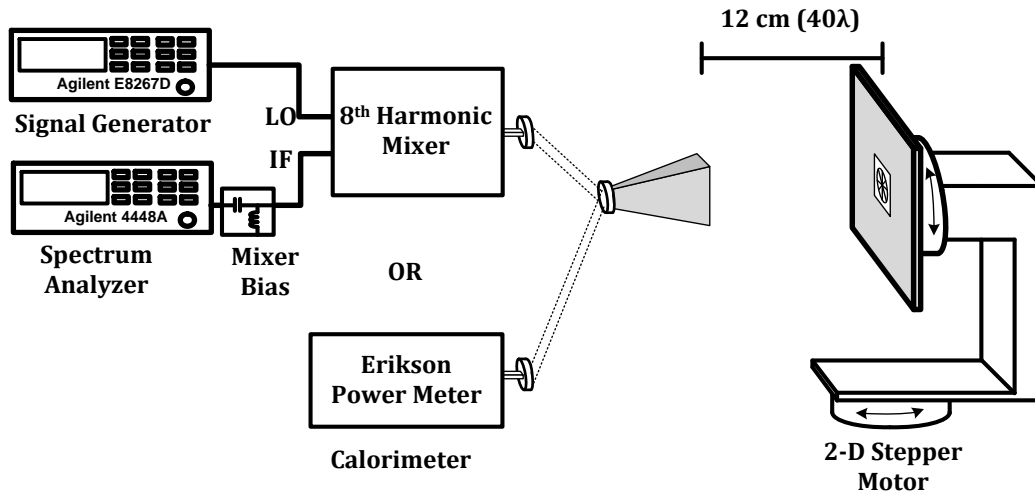 12 cm (40λ)
Agilent E8267D
Signal Generator
LO
8th Harmonic
Mixer
IF
Agilent 4448A
Spectrum
Analyzer
Mixer
Bias
OR
Erikson
Power Meter
Calorimeter
2-D Stepper
Motor